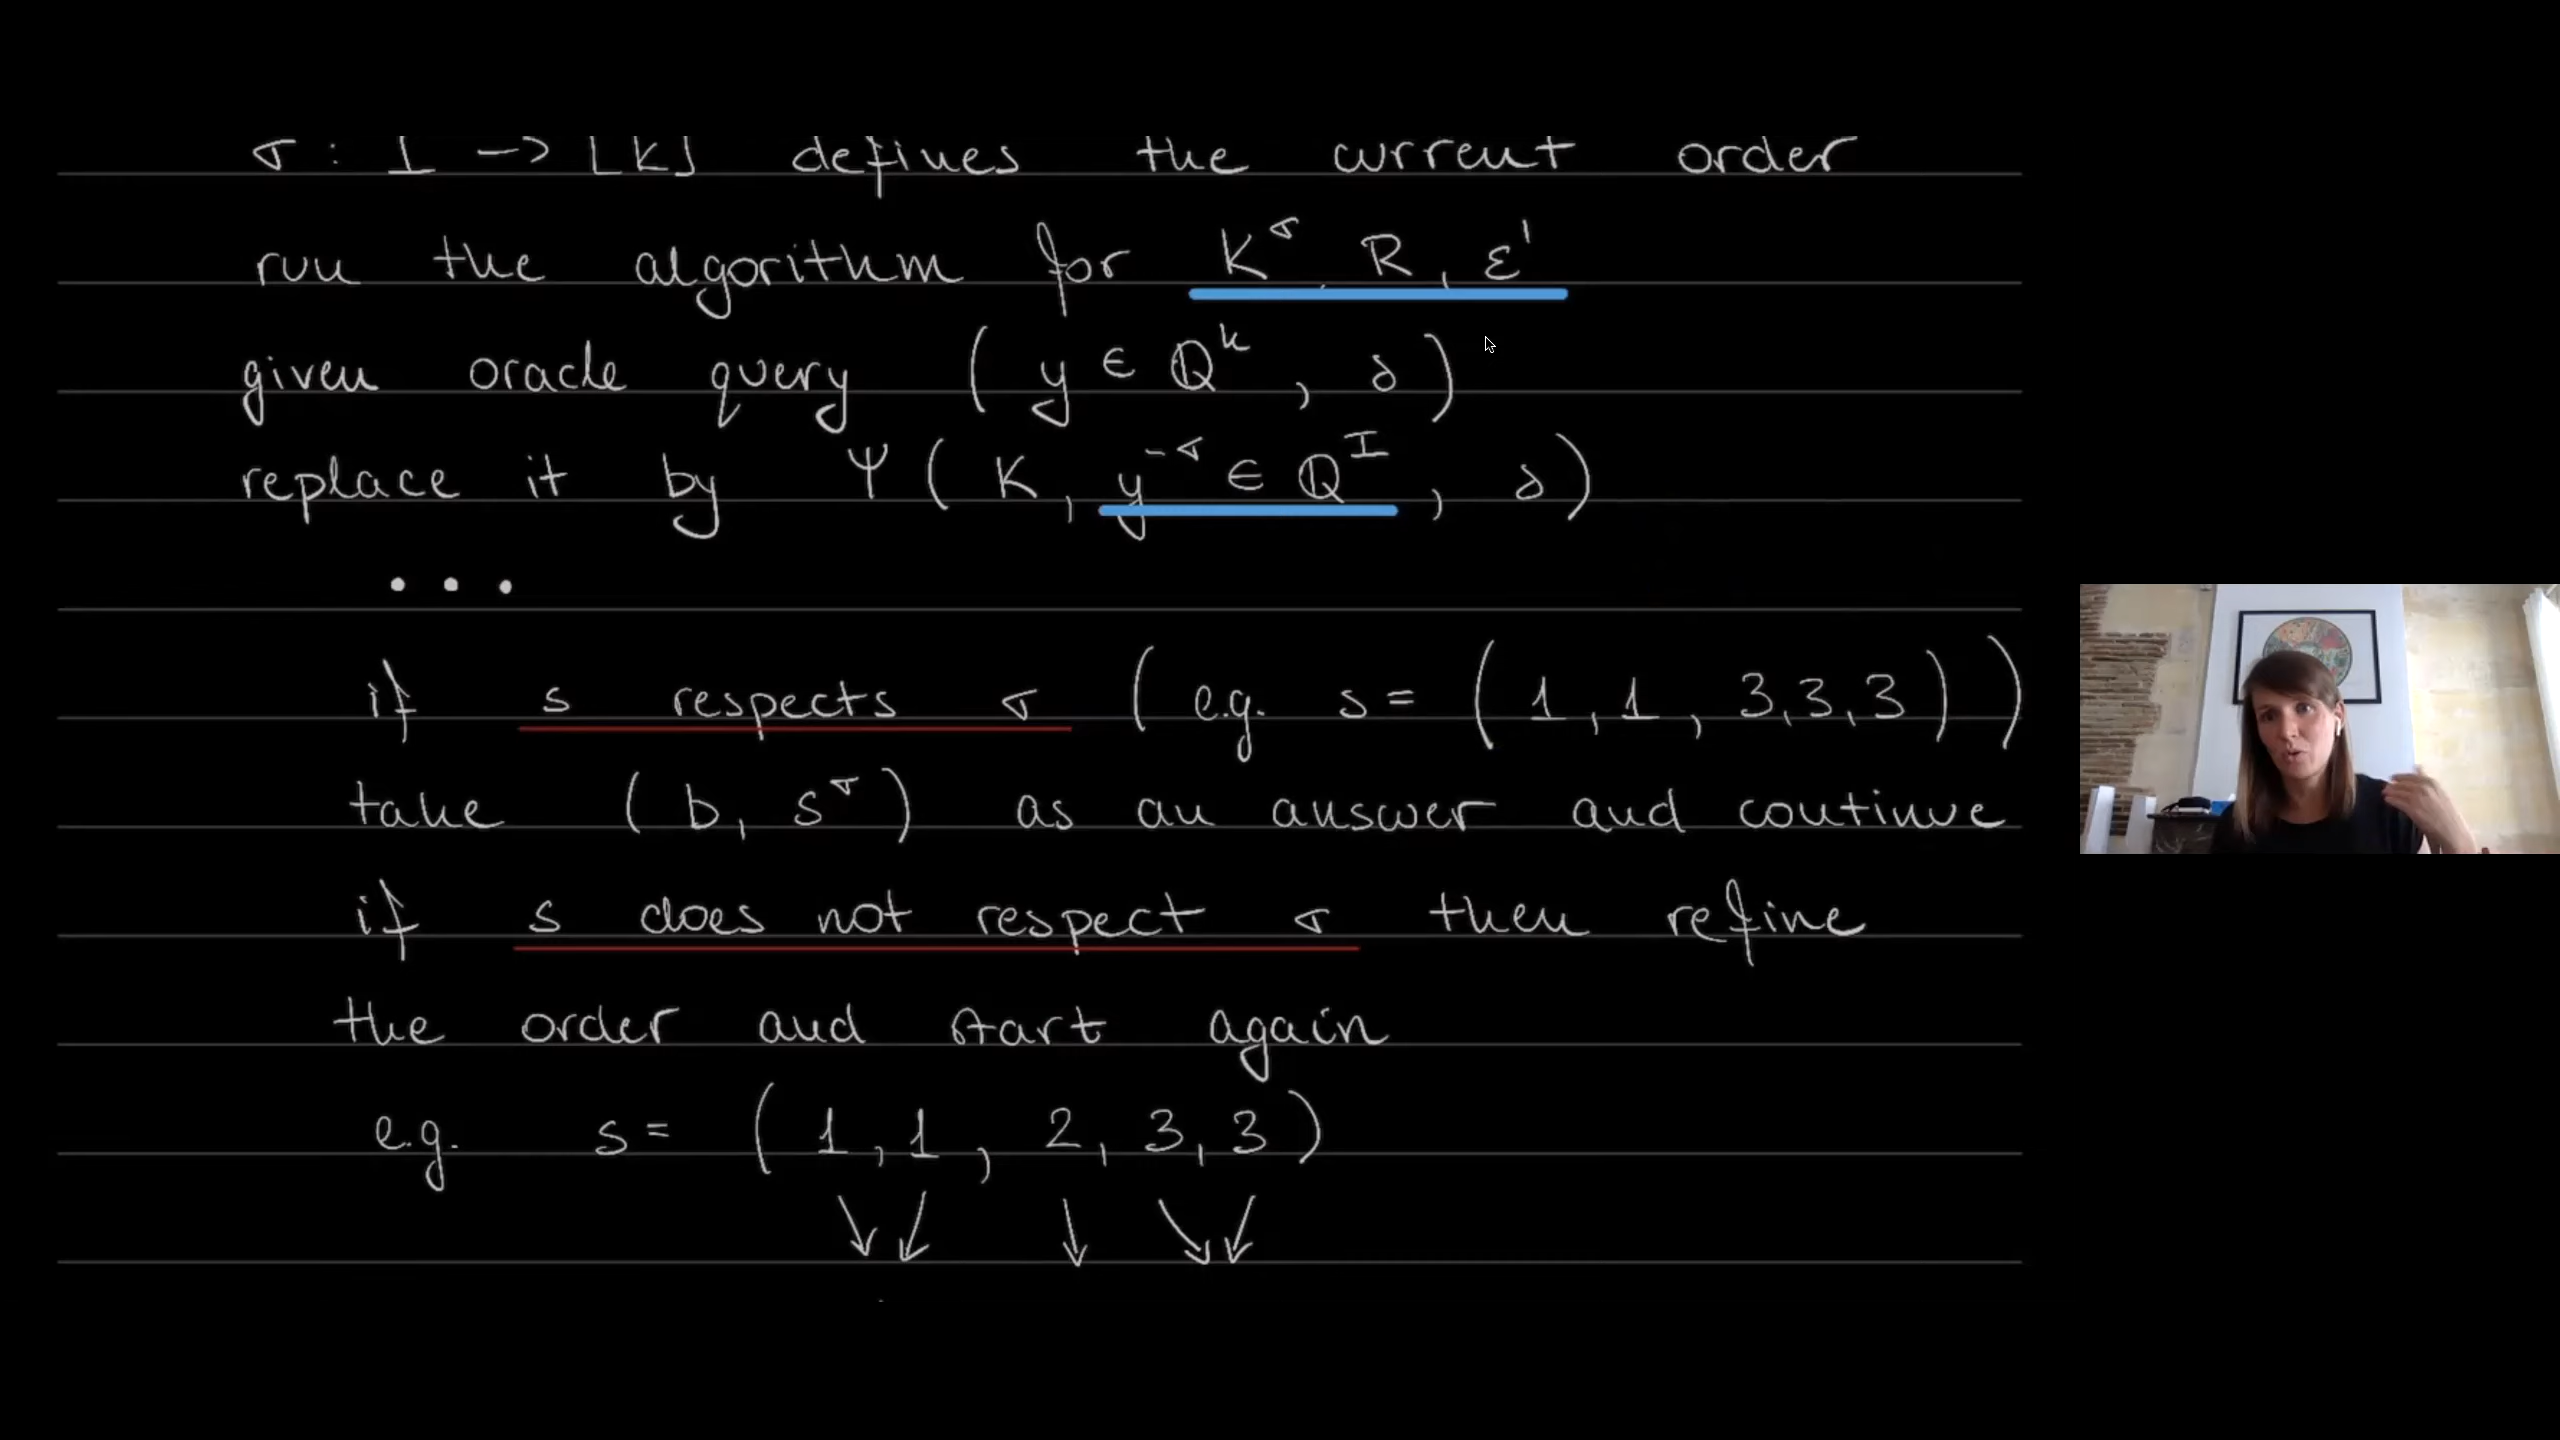 σ : I -> [k] defines the current order
run the algorithm for K^σ, R, ε'
given oracle query (y ∈ ℚ^k, δ)
replace it by Ψ(K, y^-σ ∈ ℚ^I, δ)
...
if s respects σ (e.g. s = (1,1, 3,3,3))
take (b, s^σ) as an answer and continue
if s does not respect σ then refine
the order and start again
e.g. s = (1,1, 2, 3, 3)